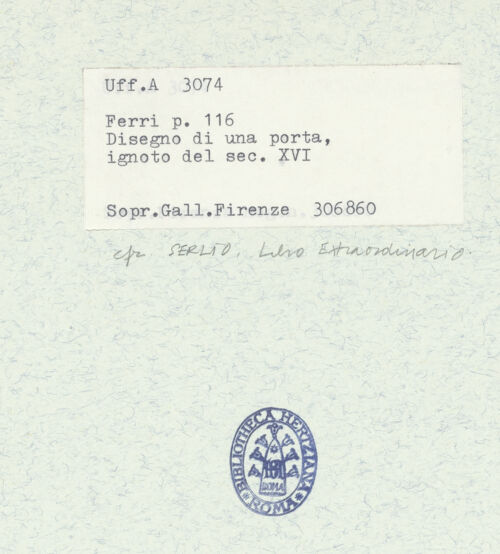 Uff.A 3074
Ferri p. 116
Disegno di una porta,
ignoto del sec. XVI
Sopr.Gall.Firenze 306860
cfr SERLIO, Libro Extraordinario.
BIBLIOTHECA HERTZIANA
ROMA
ROMA